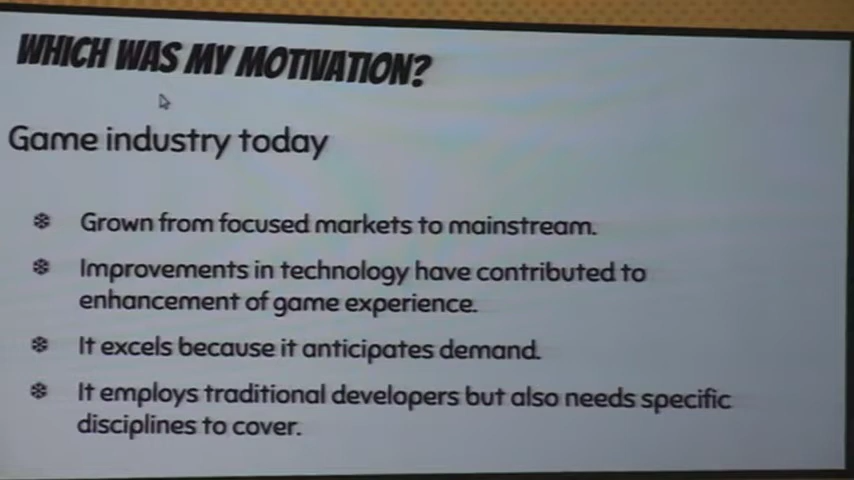 WHICH WAS MY MOTIVATION?
Game industry today
Grown from focused markets to mainstream.
Improvements in technology have contributed to
enhancement of game experience.
It excels because it anticipates demand.
It employs traditional developers but also needs specific
disciplines to cover.